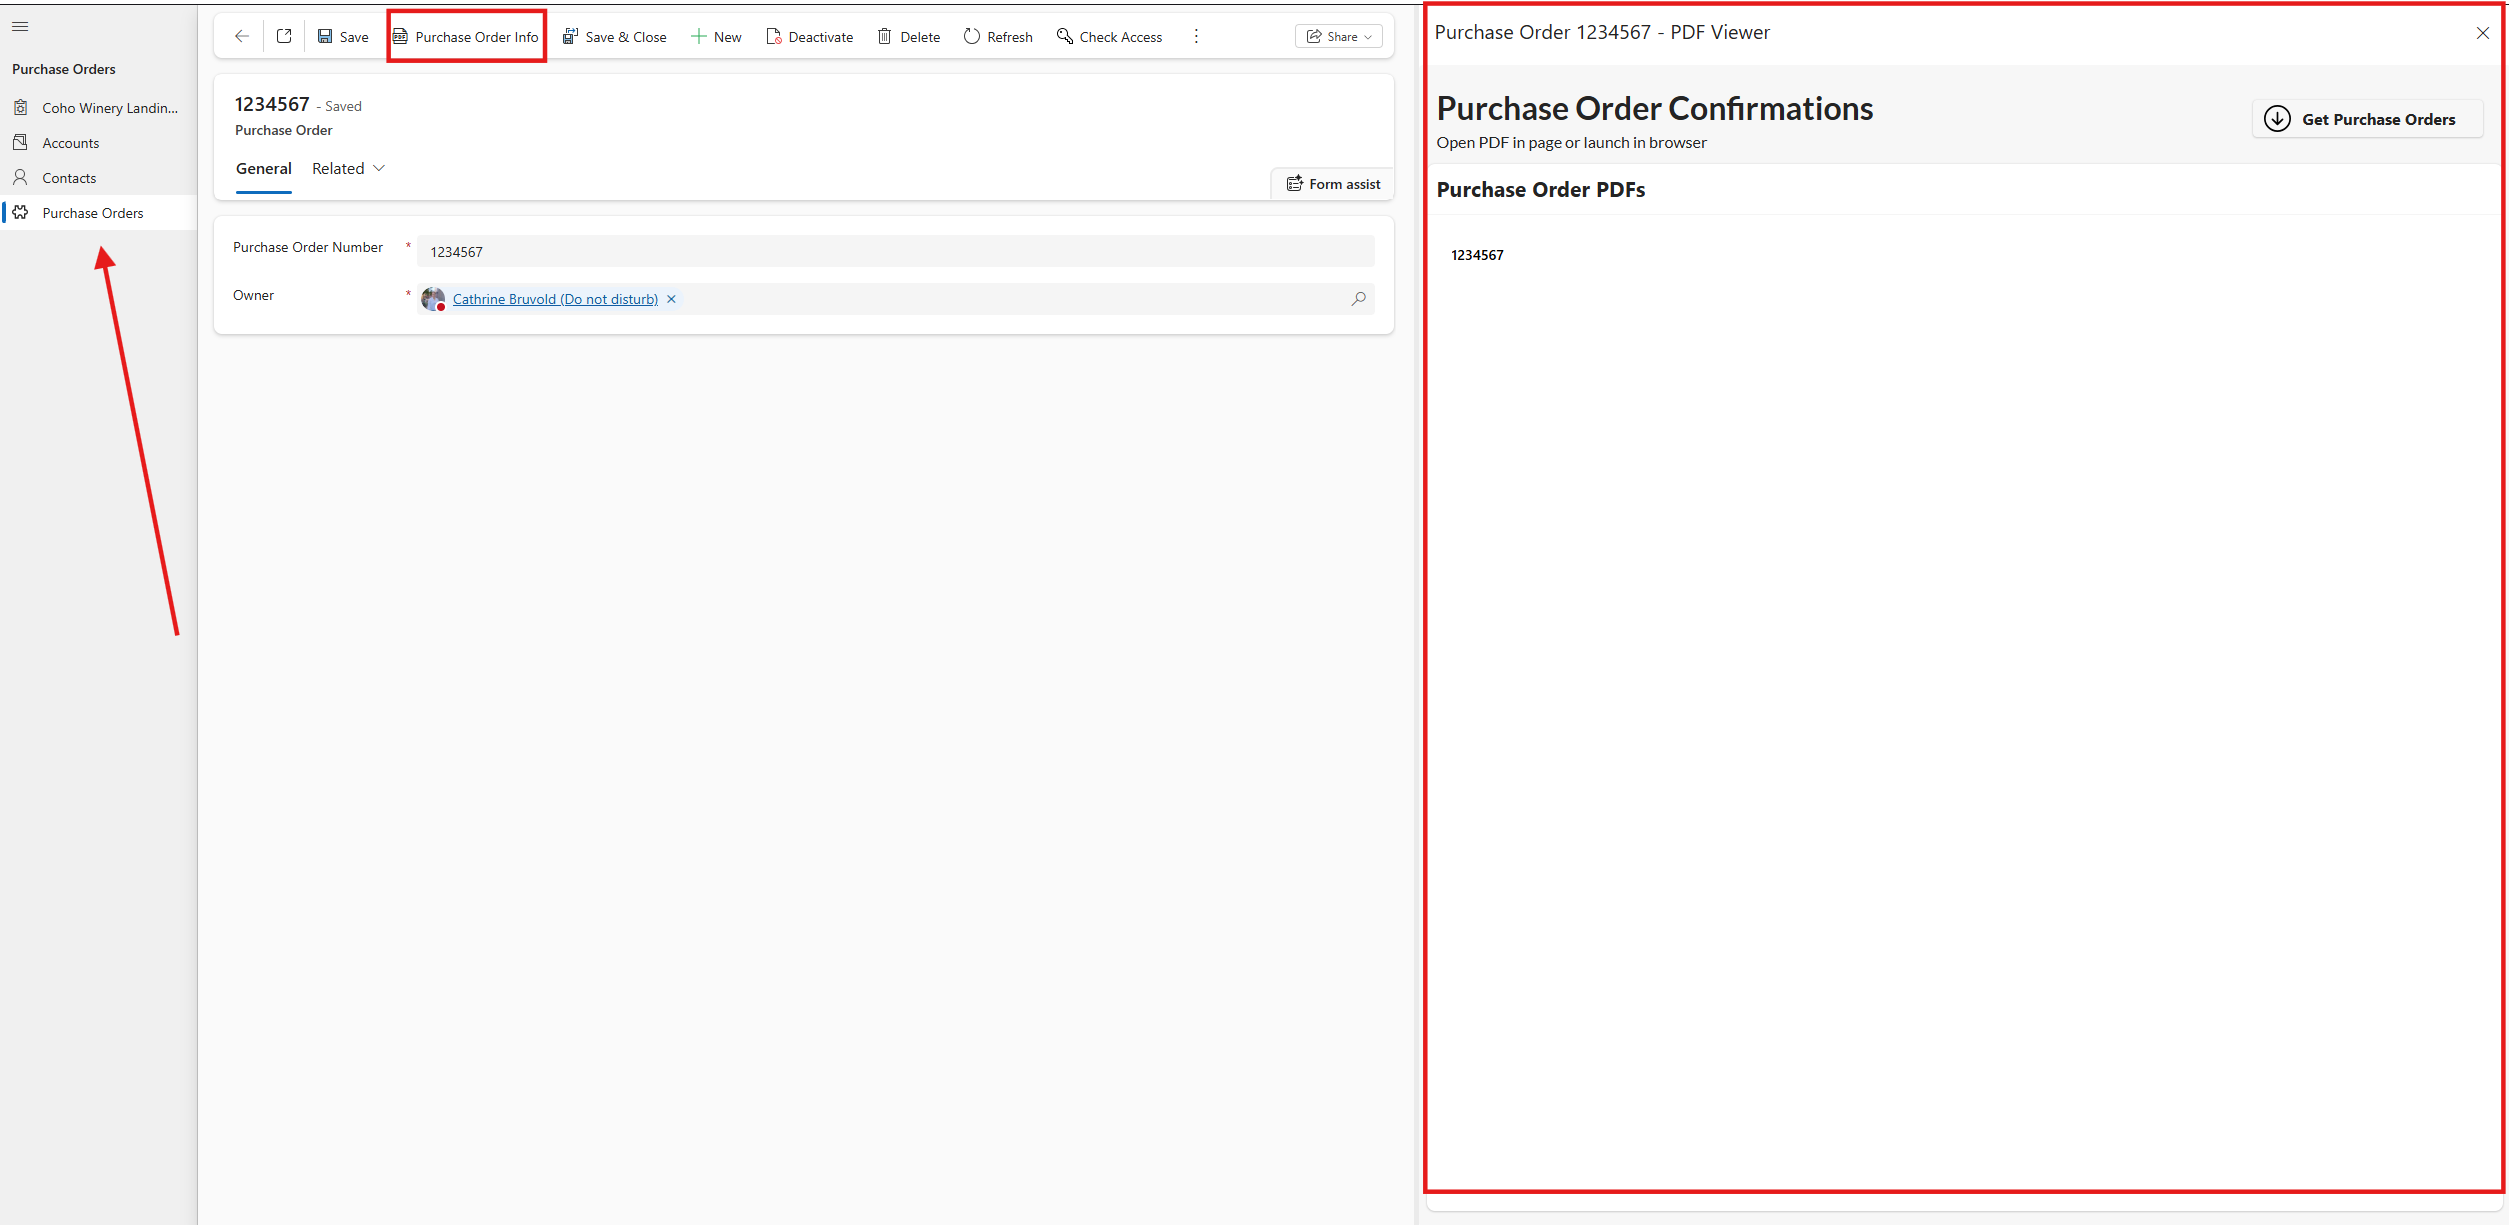 Purchase Orders
Coho Winery Landin...
Accounts
Contacts
Purchase Orders
Save
Purchase Order Info
Save & Close
New
Deactivate
Delete
Refresh
Check Access
Share
1234567 - Saved
Purchase Order
General
Related
Form assist
Purchase Order Number *
1234567
Owner *
Cathrine Bruvold (Do not disturb)
Purchase Order 1234567 - PDF Viewer
Purchase Order Confirmations
Open PDF in page or launch in browser
Get Purchase Orders
Purchase Order PDFs
1234567